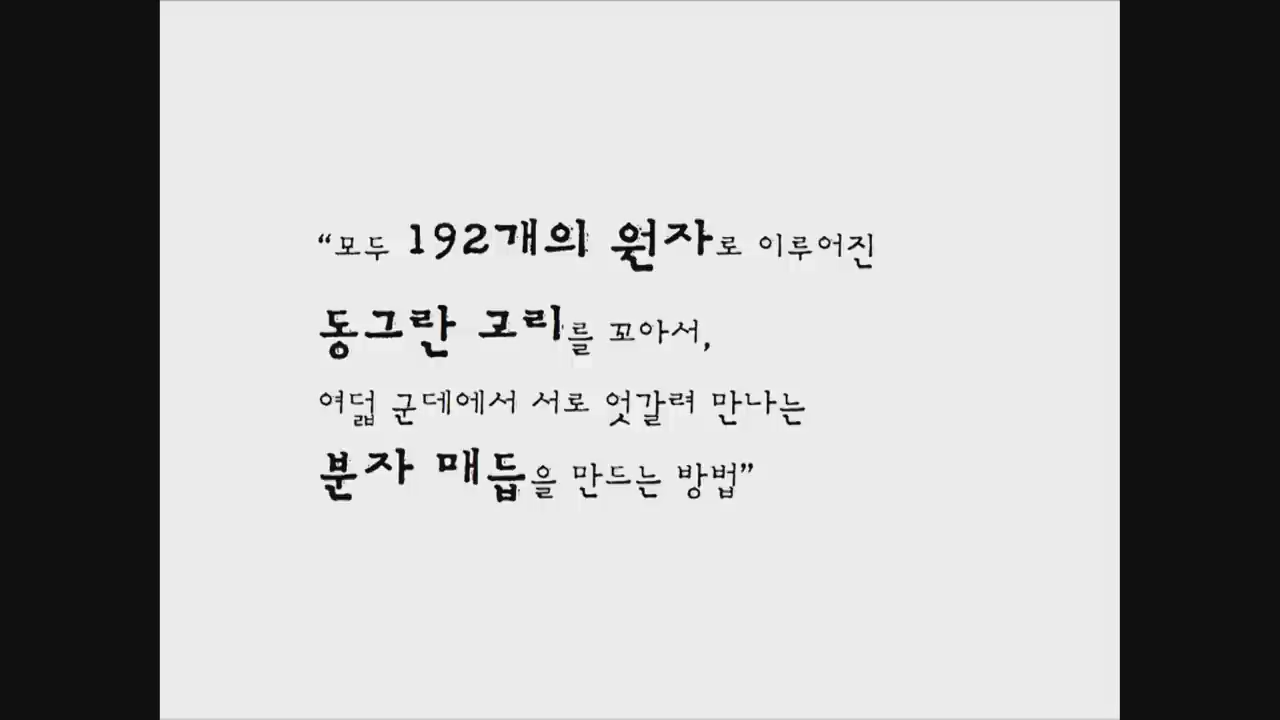 “모두 192개의 원자로 이루어진
동그란 고리를 꼬아서,
여덟 군데에서 서로 엇갈려 만나는
분자 매듭을 만드는 방법”